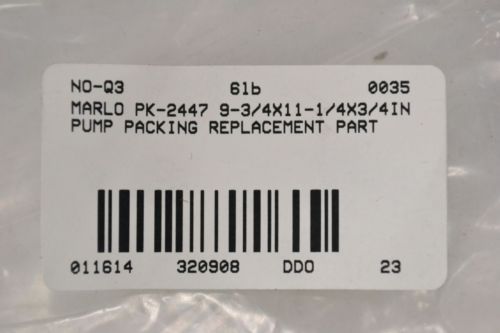 NO-Q3 6lb 0035
MARLO PK-2447 9-3/4X11-1/4X3/4IN
PUMP PACKING REPLACEMENT PART
011614 320908 DDO 23